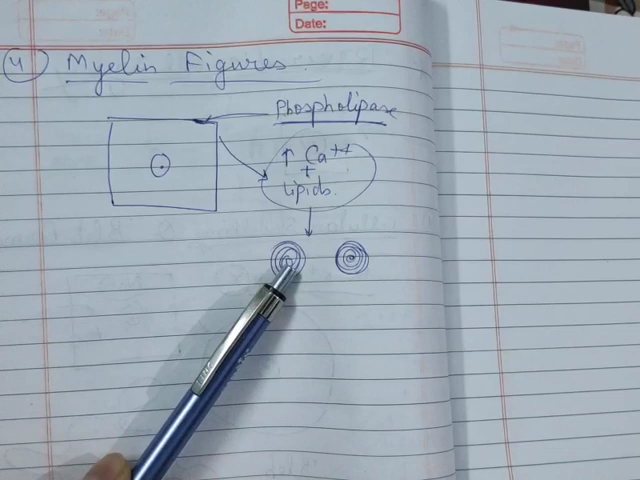 Page:
Date:
4 Myelin Figures.
Phospholipase
↑ Ca++
+
lipids.